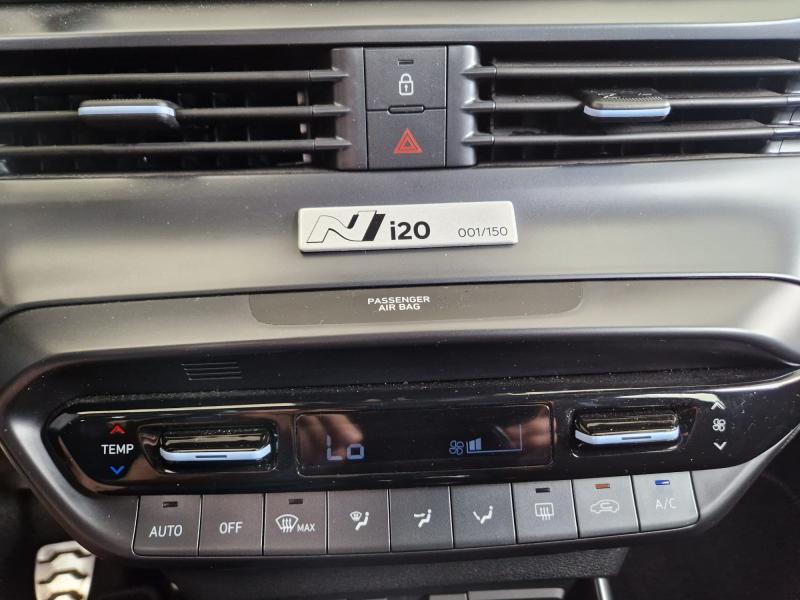 N i20 001/150
PASSENGER
AIR BAG
TEMP
Lo
AUTO
OFF
MAX
A/C